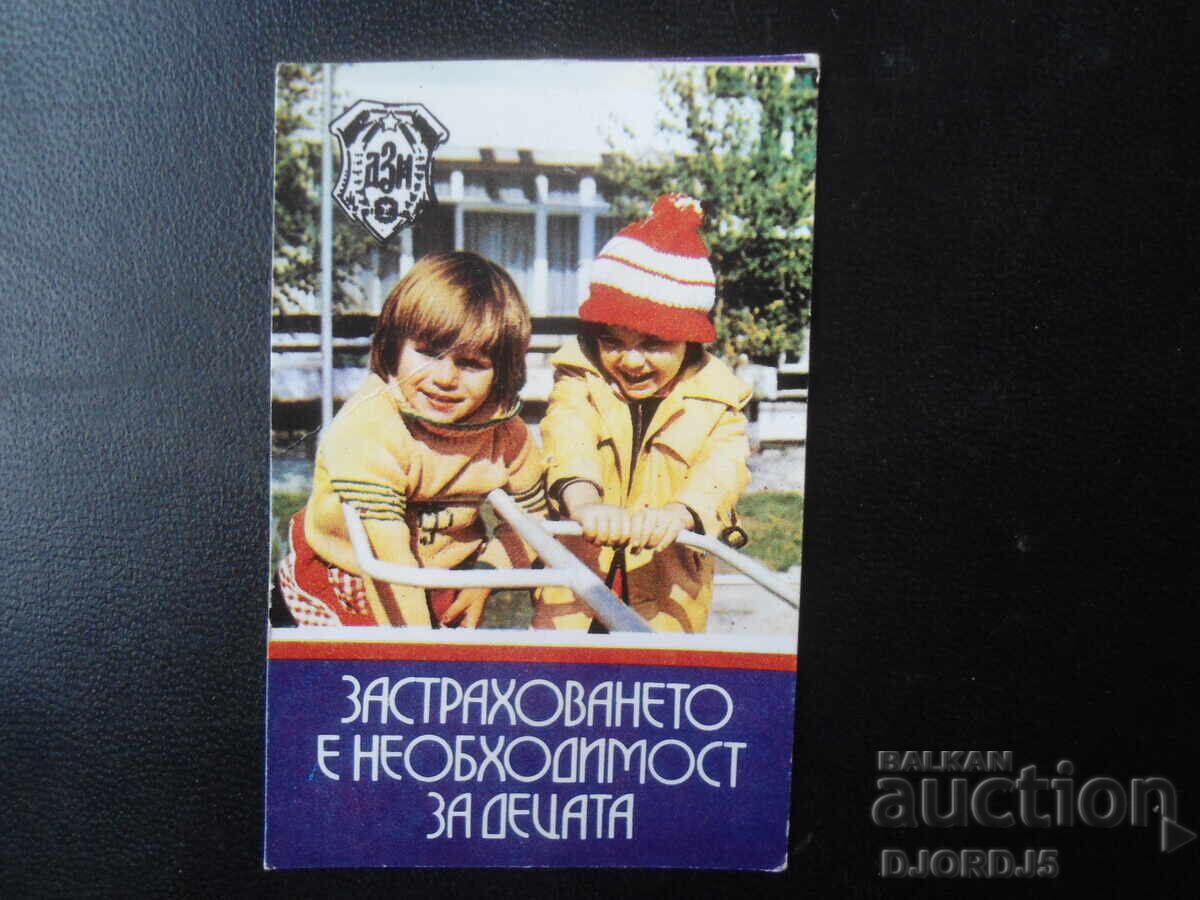 ДЗИ
ЗАСТРАХОВАНЕТО
Е НЕОБХОДИМОСТ
ЗА ДЕЦАТА
BALKAN
auction
DJORDJ5